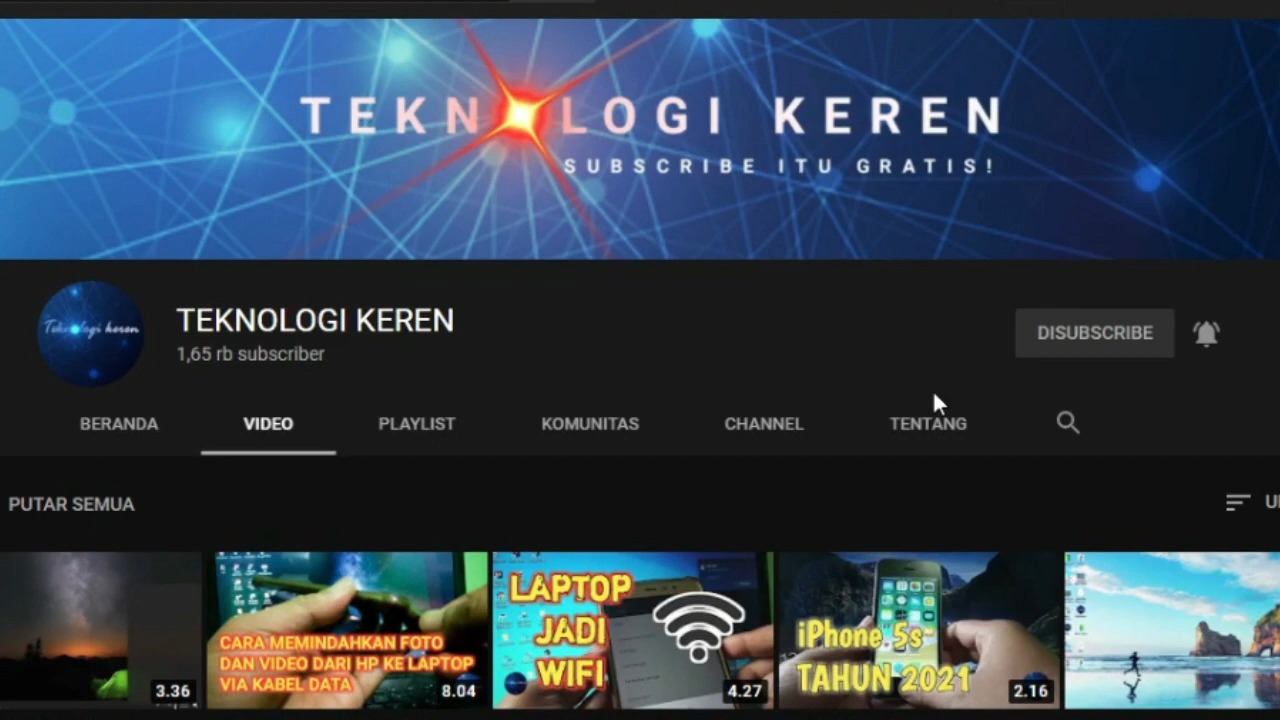 TEKNOLOGI KEREN
SUBSCRIBE ITU GRATIS!
Teknologi keren
TEKNOLOGI KEREN
1,65 rb subscriber
DISUBSCRIBE
BERANDA
VIDEO
PLAYLIST
KOMUNITAS
CHANNEL
TENTANG
PUTAR SEMUA
3.36
CARA MEMINDAHKAN FOTO
DAN VIDEO DARI HP KE LAPTOP
VIA KABEL DATA
8.04
LAPTOP
JADI
WIFI
4.27
iPhone 5s
TAHUN 2021
2.16